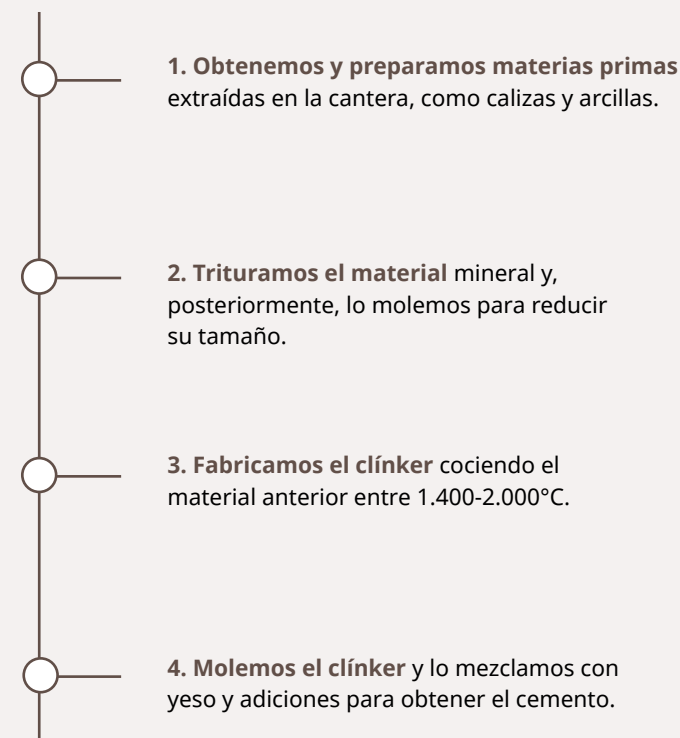 1. Obtenemos y preparamos materias primas
extraídas en la cantera, como calizas y arcillas.
2. Trituramos el material mineral y,
posteriormente, lo molemos para reducir
su tamaño.
3. Fabricamos el clínker cociendo el
material anterior entre 1.400-2.000°C.
4. Molemos el clínker y lo mezclamos con
yeso y adiciones para obtener el cemento.